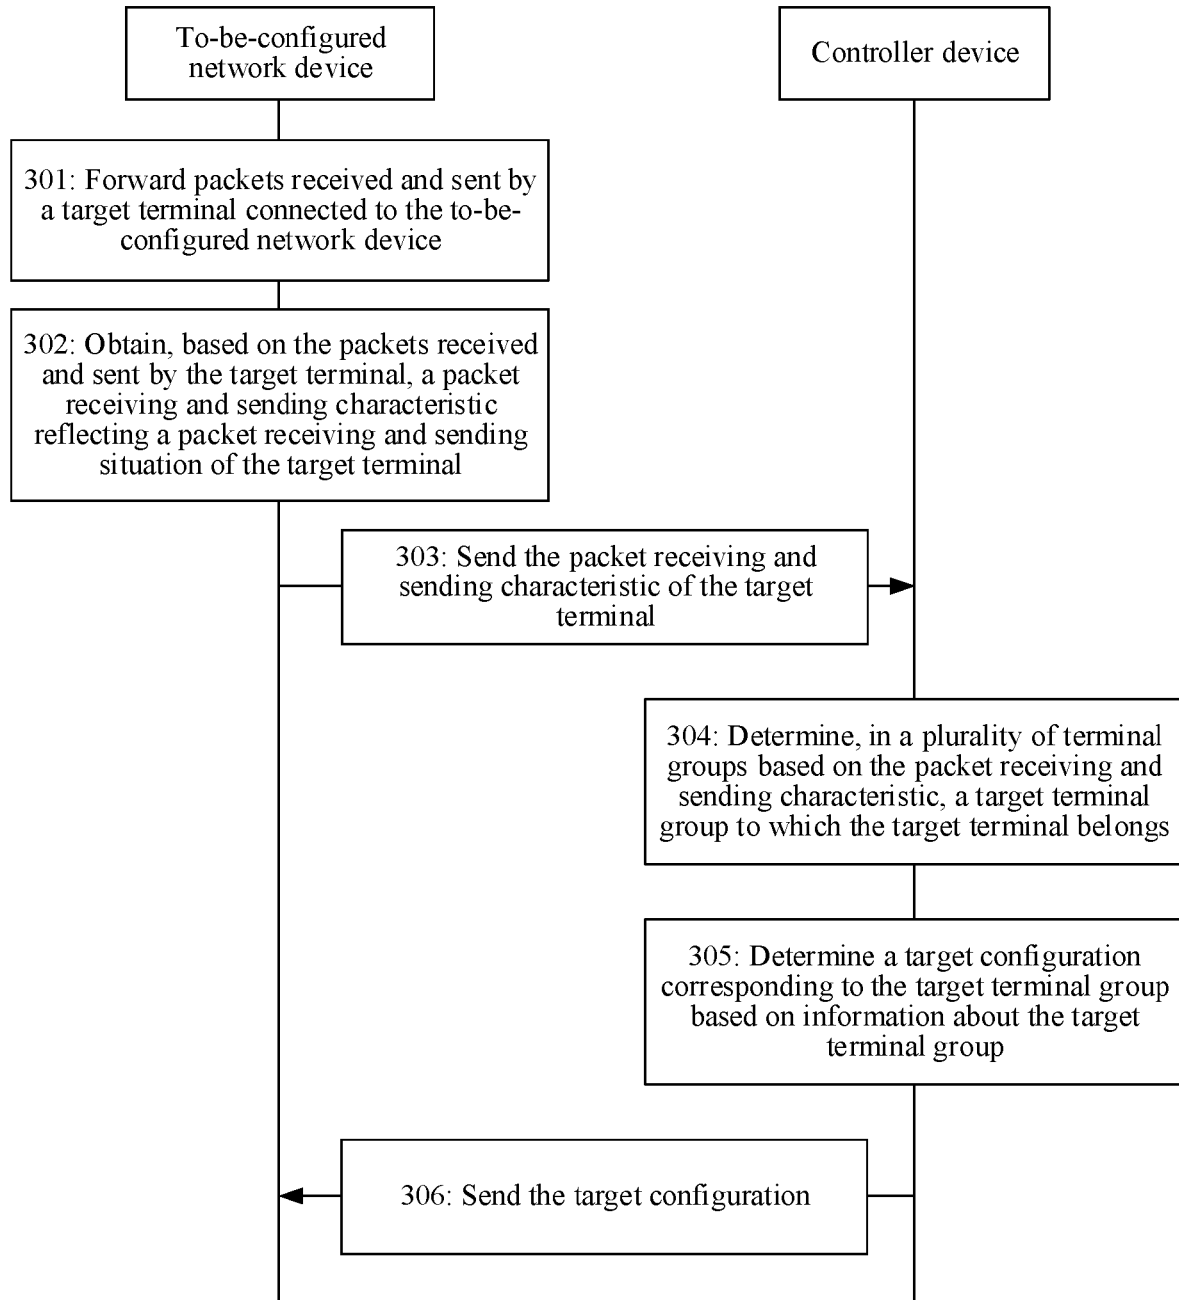 To-be-configured
network device
Controller device
301: Forward packets received and sent by
a target terminal connected to the to-be-
configured network device
302: Obtain, based on the packets received
and sent by the target terminal, a packet
receiving and sending characteristic
reflecting a packet receiving and sending
situation of the target terminal
303: Send the packet receiving and
sending characteristic of the target
terminal
304: Determine, in a plurality of terminal
groups based on the packet receiving and
sending characteristic, a target terminal
group to which the target terminal belongs
305: Determine a target configuration
corresponding to the target terminal group
based on information about the target
terminal group
306: Send the target configuration